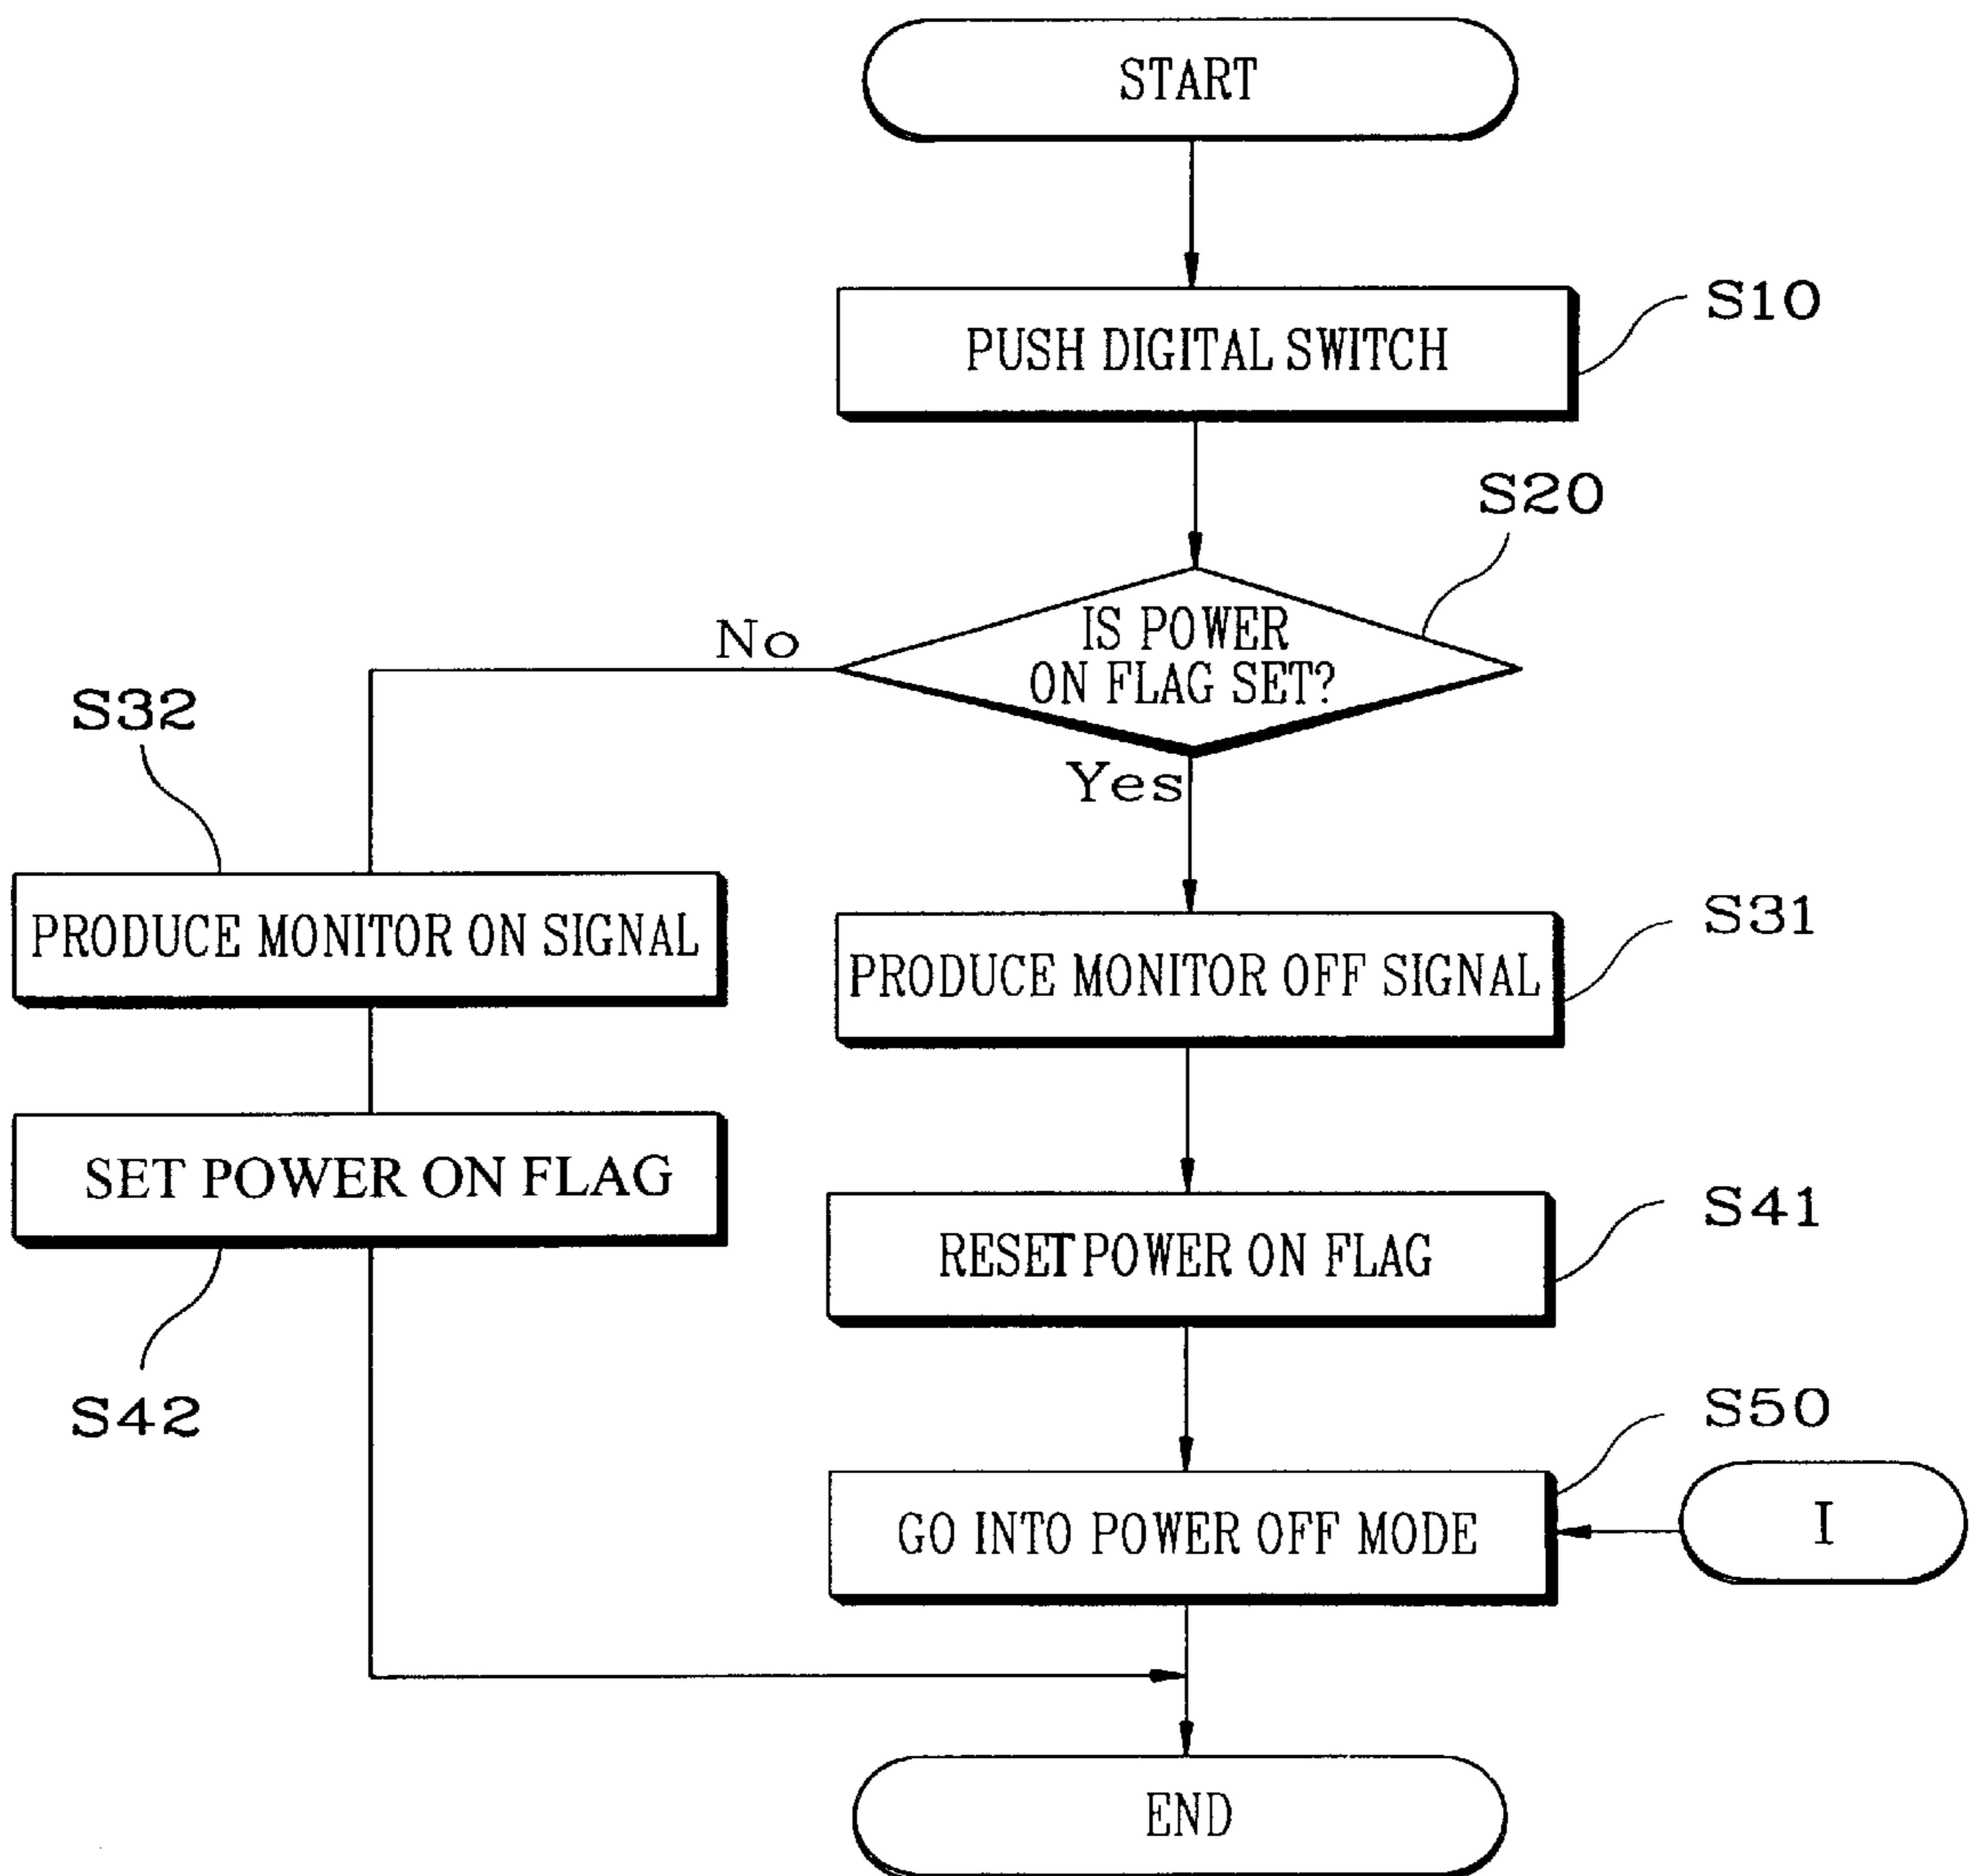 START
PUSH DIGITAL SWITCH
S10
S20
IS POWER
ON FLAG SET?
No
Yes
S32
PRODUCE MONITOR ON SIGNAL
S31
PRODUCE MONITOR OFF SIGNAL
SET POWER ON FLAG
S42
S41
RESET POWER ON FLAG
S50
GO INTO POWER OFF MODE
I
END